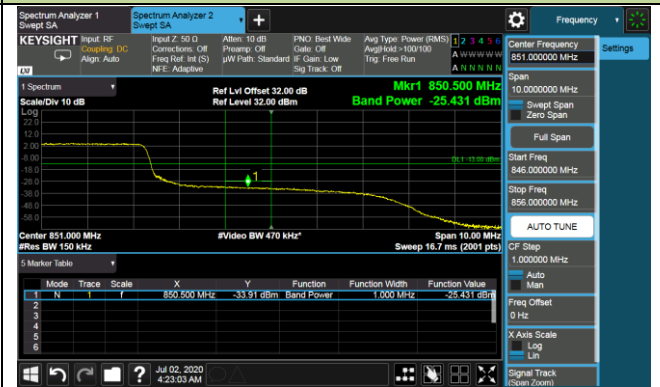 Spectrum Analyzer 1
Swept SA
Spectrum Analyzer 2
Swept SA
+
Frequency
KEYSIGHT
Input: RF
Coupling: DC
Align: Auto
Input Z: 50 Ω
Corrections: Off
Freq Ref: Int (S)
NFE: Adaptive
Atten: 10 dB
Preamp: Off
µW Path: Standard
PNO: Best Wide
Gate: Off
IF Gain: Low
Sig Track: Off
Avg Type: Power (RMS)
Avg|Hold:>100/100
Trig: Free Run
1 2 3 4 5 6
A W W W W W
A N N N N N
LM
1 Spectrum
Scale/Div 10 dB
Ref Lvl Offset 32.00 dB
Ref Level 32.00 dBm
Mkr1 850.500 MHz
Band Power -25.431 dBm
Log
22.0
12.0
2.00
-8.00
-18.0
-28.0
-38.0
-48.0
-58.0
DL1 -13.00 dBm
1
Center 851.000 MHz
#Res BW 150 kHz
#Video BW 470 kHz*
Span 10.00 MHz
Sweep 16.7 ms (2001 pts)
5 Marker Table
Mode Trace Scale X Y Function Function Width Function Value
1 N 1 f 850.500 MHz -33.91 dBm Band Power 1.000 MHz -25.431 dBm
2
3
4
5
6
Center Frequency
851.000000 MHz
Settings
Span
10.0000000 MHz
Swept Span
Zero Span
Full Span
Start Freq
846.000000 MHz
Stop Freq
856.000000 MHz
AUTO TUNE
CF Step
1.000000 MHz
Auto
Man
Freq Offset
0 Hz
X Axis Scale
Log
Lin
Signal Track
(Span Zoom)
?
Jul 02, 2020
4:23:03 AM